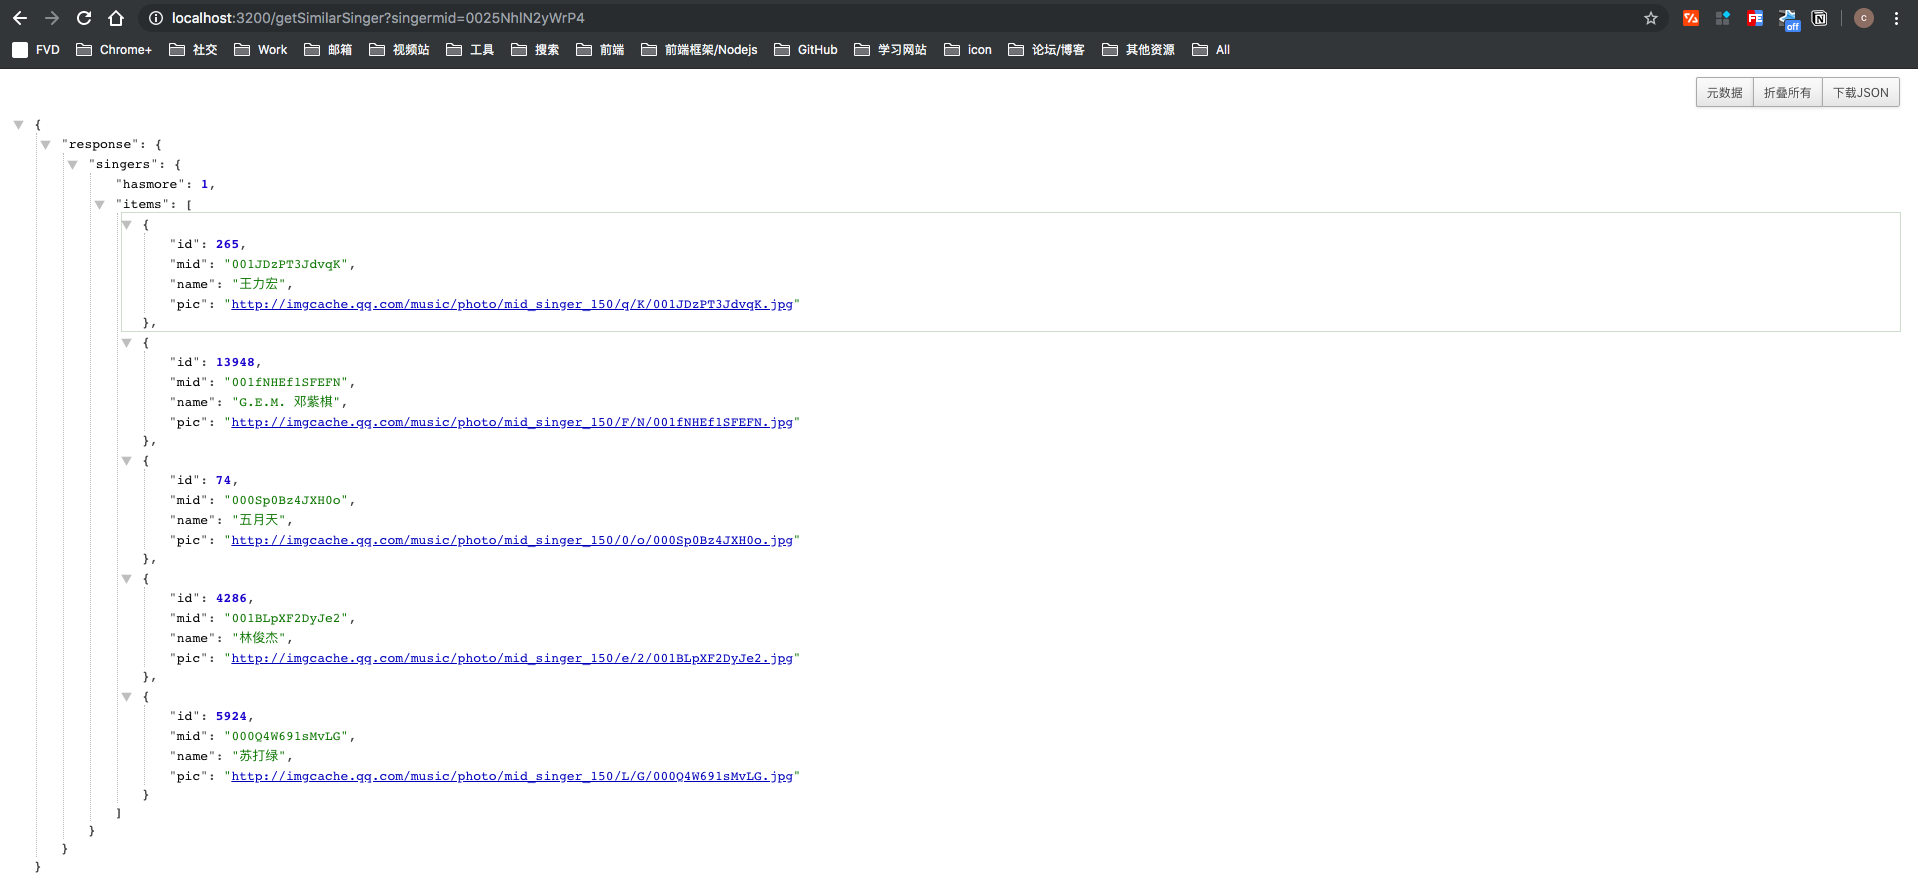 localhost:3200/getSimilarSinger?singermid=0025NhlN2yWrP4
FE
off
c
FVD Chrome+ 社交 Work 邮箱 视频站 工具 搜索 前端 前端框架/Nodejs GitHub 学习网站 icon 论坛/博客 其他资源 All
元数据 折叠所有 下载JSON
{
"response": {
"singers": {
"hasmore": 1,
"items": [
{
"id": 265,
"mid": "001JDzPT3JdvqK",
"name": "王力宏",
"pic": "http://imgcache.qq.com/music/photo/mid_singer_150/q/K/001JDzPT3JdvqK.jpg"
},
{
"id": 13948,
"mid": "001fNHEf1SFEFN",
"name": "G.E.M. 邓紫棋",
"pic": "http://imgcache.qq.com/music/photo/mid_singer_150/F/N/001fNHEf1SFEFN.jpg"
},
{
"id": 74,
"mid": "000Sp0Bz4JXH0o",
"name": "五月天",
"pic": "http://imgcache.qq.com/music/photo/mid_singer_150/0/o/000Sp0Bz4JXH0o.jpg"
},
{
"id": 4286,
"mid": "001BLpXF2DyJe2",
"name": "林俊杰",
"pic": "http://imgcache.qq.com/music/photo/mid_singer_150/e/2/001BLpXF2DyJe2.jpg"
},
{
"id": 5924,
"mid": "000Q4W691sMvLG",
"name": "苏打绿",
"pic": "http://imgcache.qq.com/music/photo/mid_singer_150/L/G/000Q4W691sMvLG.jpg"
}
]
}
}
}